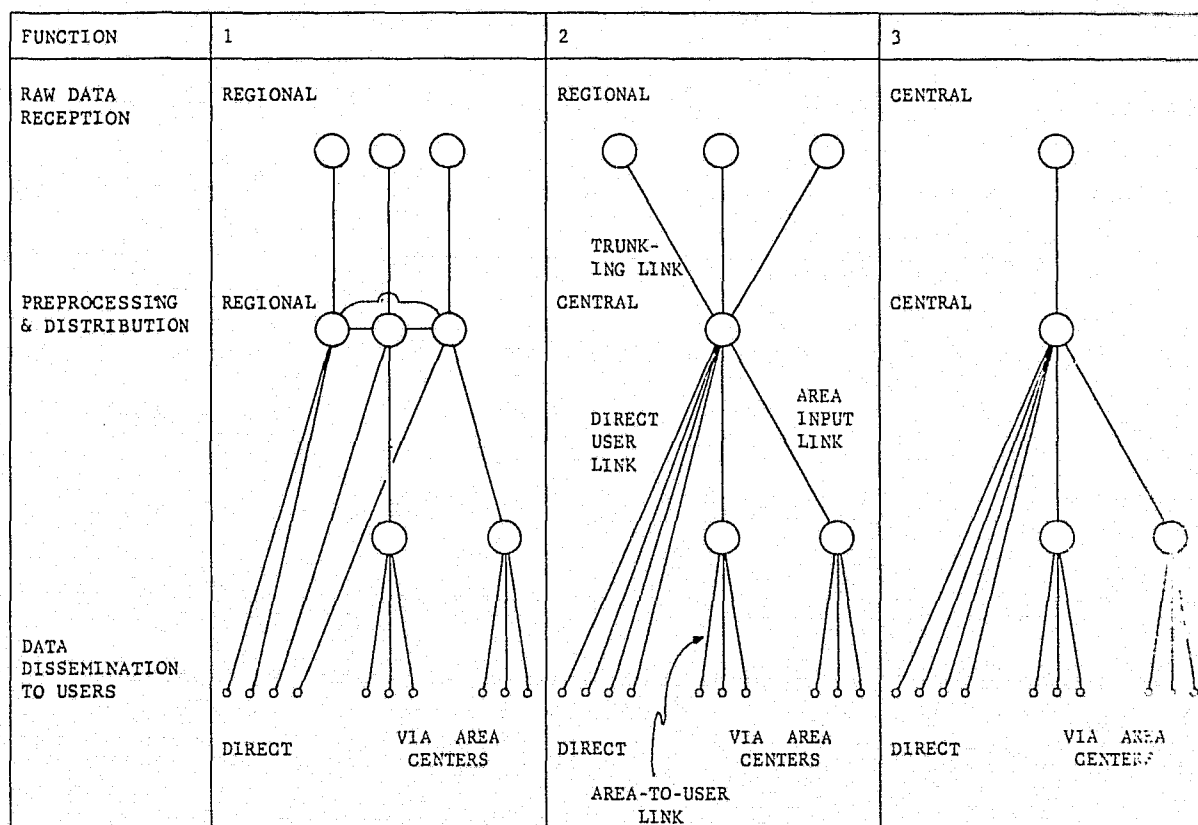 FUNCTION
1
2
3
RAW DATA
RECEPTION
REGIONAL
REGIONAL
CENTRAL
TRUNK-
ING LINK
PREPROCESSING
& DISTRIBUTION
REGIONAL
CENTRAL
CENTRAL
DIRECT
USER
LINK
AREA
INPUT
LINK
DATA
DISSEMINATION
TO USERS
DIRECT
VIA AREA
CENTERS
DIRECT
VIA AREA
CENTERS
DIRECT
VIA AREA
CENTERS
AREA-TO-USER
LINK